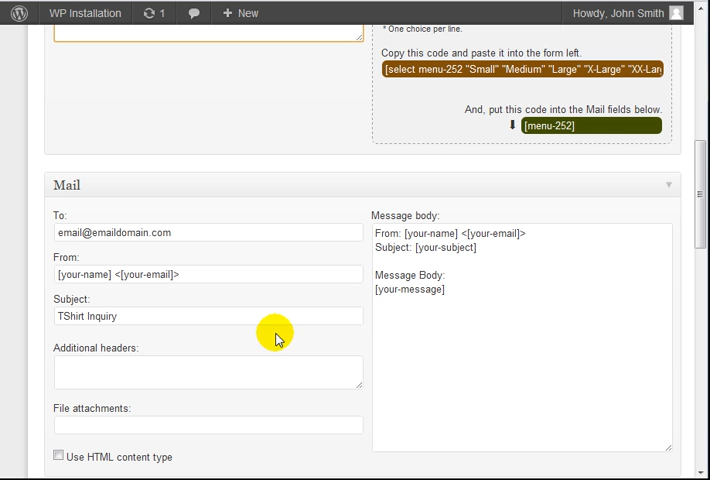 WP Installation 1 + New Howdy, John Smith
* One choice per line.
Copy this code and paste it into the form left.
[select menu-252 "Small" "Medium" "Large" "X-Large" "XX-Larg
And, put this code into the Mail fields below.
[menu-252]
Mail
To:
email@emaildomain.com
From:
[your-name] <[your-email]>
Subject:
TShirt Inquiry
Additional headers:
File attachments:
Use HTML content type
Message body:
From: [your-name] <[your-email]>
Subject: [your-subject]
Message Body:
[your-message]